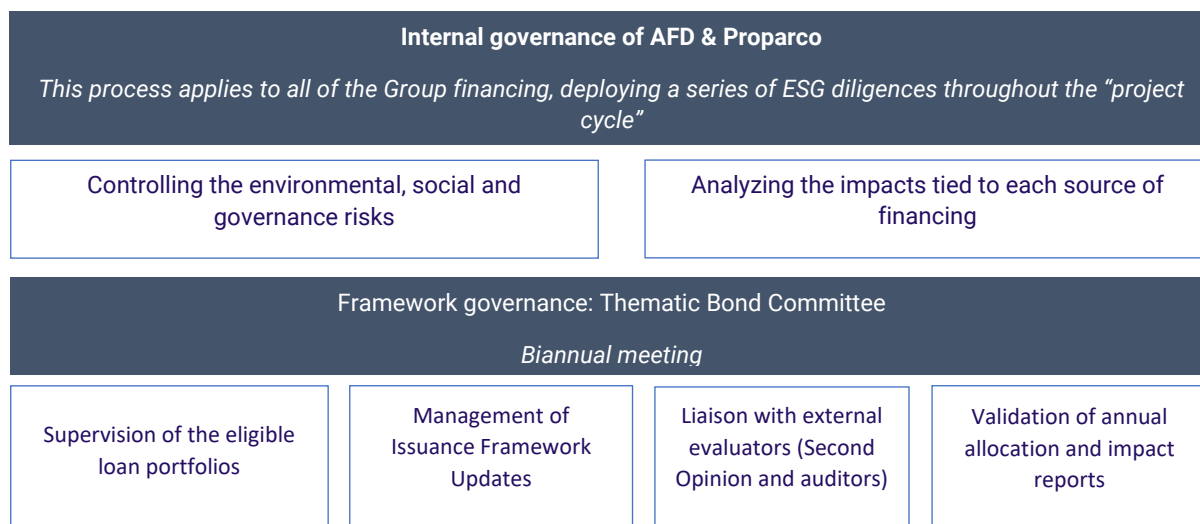 Internal governance of AFD & Proparco
This process applies to all of the Group financing, deploying a series of ESG diligences throughout the “project
cycle”
Controlling the environmental, social and
governance risks
Analyzing the impacts tied to each source of
financing
Framework governance: Thematic Bond Committee
Biannual meeting
Supervision of the eligible
loan portfolios
Management of
Issuance Framework
Updates
Liaison with external
evaluators (Second
Opinion and auditors)
Validation of annual
allocation and impact
reports